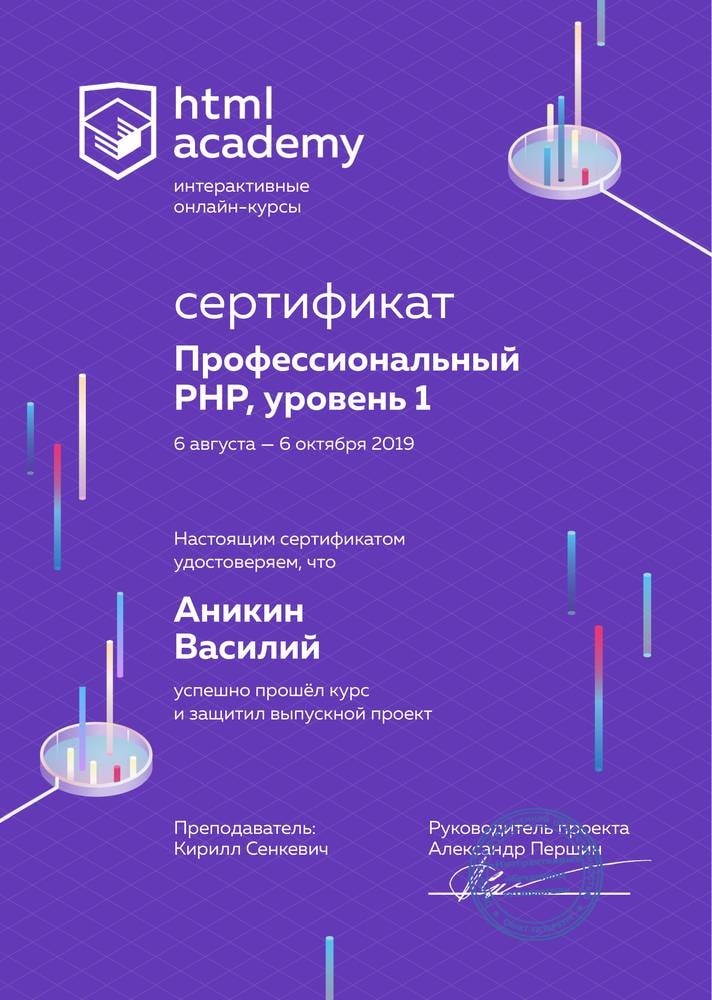 html
academy
интерактивные
онлайн-курсы
сертификат
Профессиональный
PHP, уровень 1
6 августа — 6 октября 2019
Настоящим сертификатом
удостоверяем, что
Аникин
Василий
успешно прошёл курс
и защитил выпускной проект
Преподаватель:
Кирилл Сенкевич
Руководитель проекта
Александр Першин